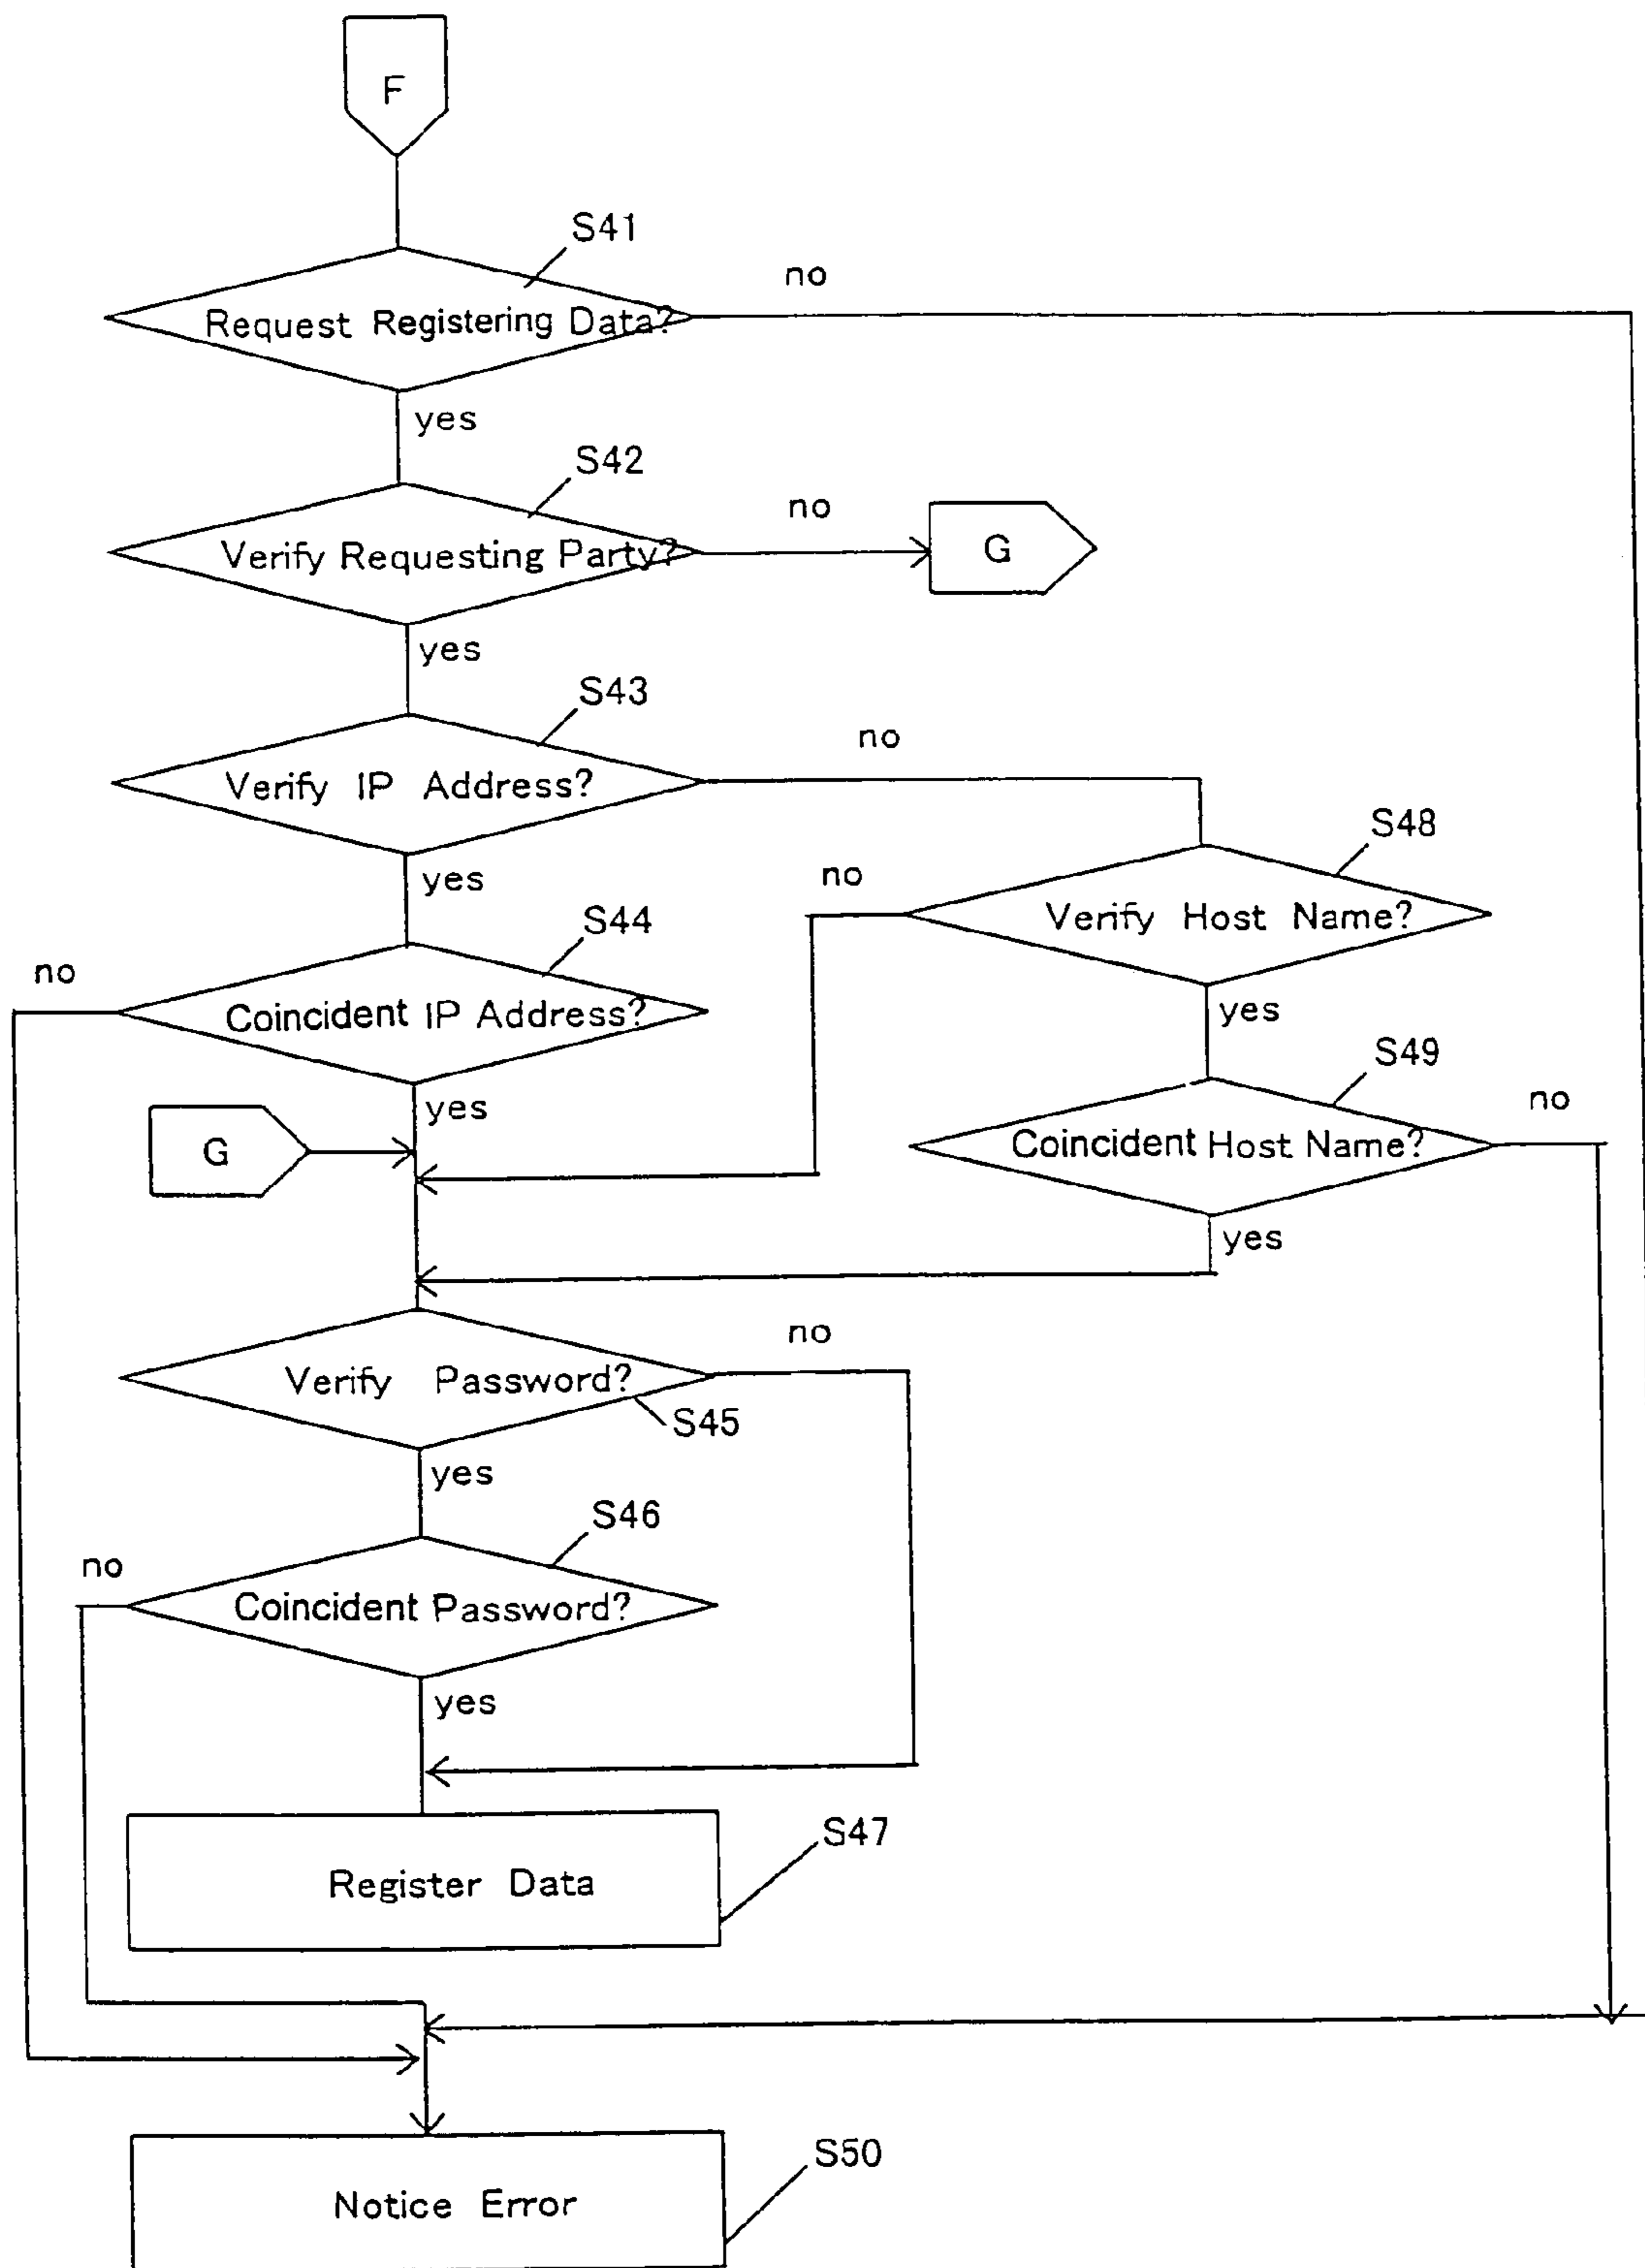 F
S41
no
Request Registering Data?
yes
S42
no
Verify Requesting Party?
G
yes
S43
no
Verify IP Address?
S48
yes
no
Verify Host Name?
S44
no
Coincident IP Address?
yes
S49
yes
no
G
Coincident Host Name?
yes
no
Verify Password?
S45
yes
S46
no
Coincident Password?
yes
S47
Register Data
S50
Notice Error